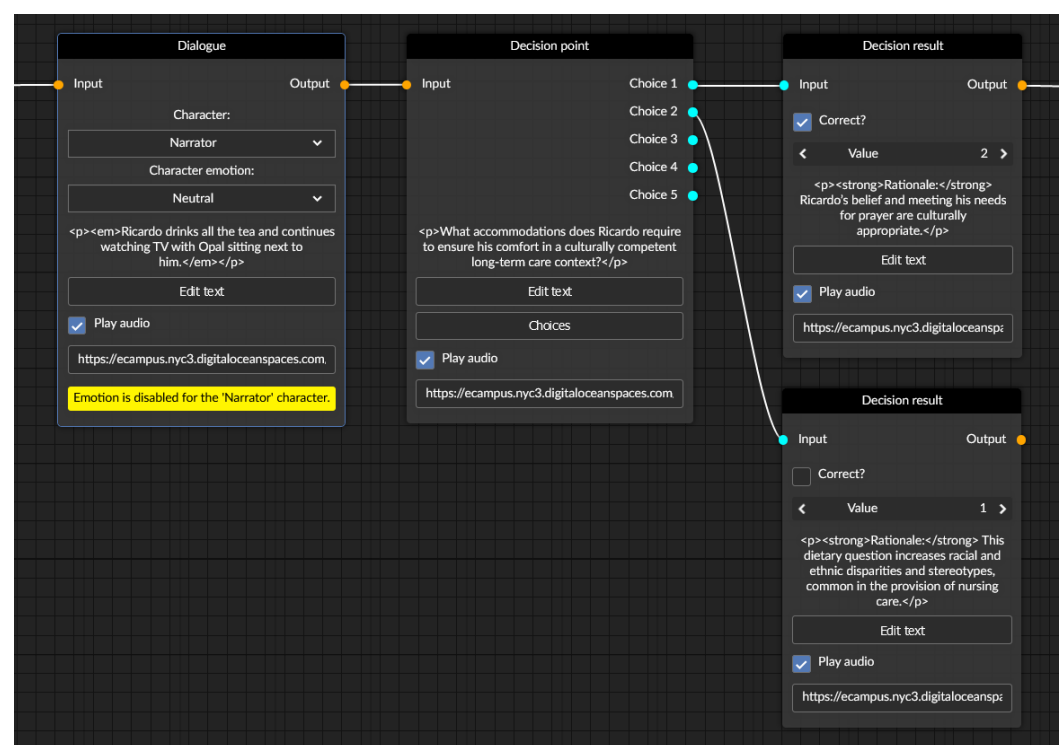 Dialogue
Input
Output
Character:
Narrator
Character emotion:
Neutral
<p><em>Ricardo drinks all the tea and continues
watching TV with Opal sitting next to
him.</em></p>
Edit text
Play audio
https://ecampus.nyc3.digitaloceanspaces.com,
Emotion is disabled for the 'Narrator' character.
Decision point
Input
Choice 1
Choice 2
Choice 3
Choice 4
Choice 5
<p>What accommodations does Ricardo require
to ensure his comfort in a culturally competent
long-term care context?</p>
Edit text
Choices
Play audio
https://ecampus.nyc3.digitaloceanspaces.com,
Decision result
Input
Output
Correct?
Value
2
<p><strong>Rationale:</strong>
Ricardo's belief and meeting his needs
for prayer are culturally
appropriate.</p>
Edit text
Play audio
https://ecampus.nyc3.digitaloceanspa
Decision result
Input
Output
Correct?
Value
1
<p><strong>Rationale:</strong> This
dietary question increases racial and
ethnic disparities and stereotypes,
common in the provision of nursing
care.</p>
Edit text
Play audio
https://ecampus.nyc3.digitaloceanspa